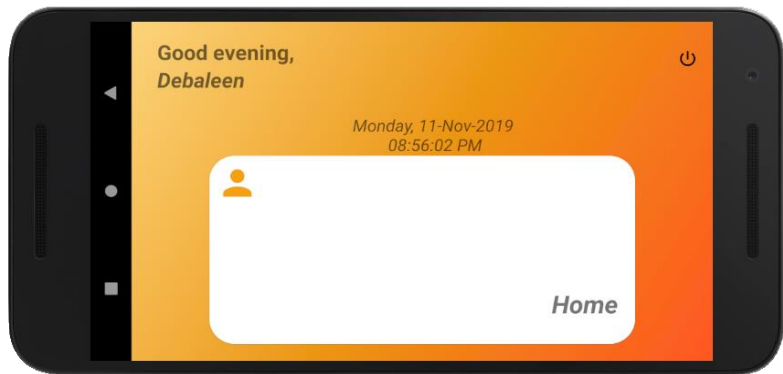 Good evening,
Debaleen
Monday, 11-Nov-2019
08:56:02 PM
Home